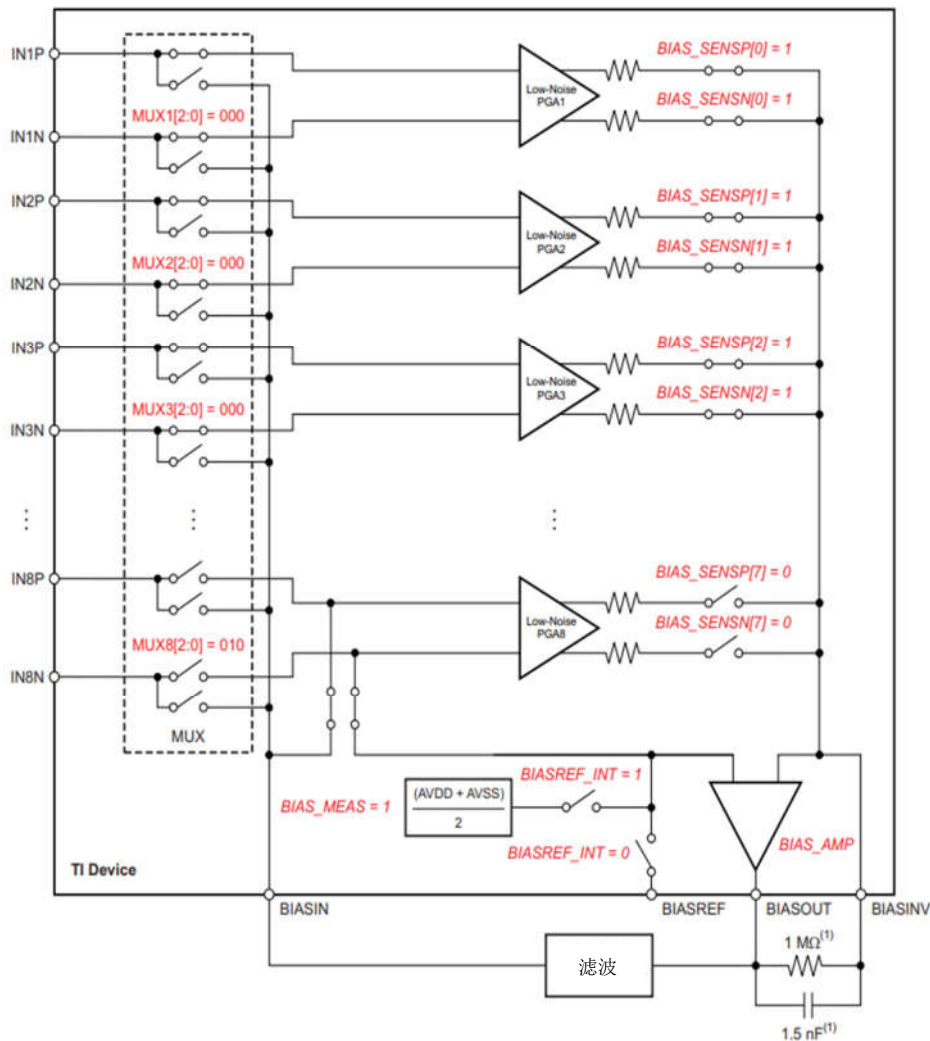 IN1P
BIAS_SENSP[0] = 1
Low-Noise
PGA1
BIAS_SENSN[0] = 1
MUX1[2:0] = 000
IN1N
IN2P
BIAS_SENSP[1] = 1
Low-Noise
PGA2
BIAS_SENSN[1] = 1
MUX2[2:0] = 000
IN2N
IN3P
BIAS_SENSP[2] = 1
Low-Noise
PGA3
BIAS_SENSN[2] = 1
MUX3[2:0] = 000
IN3N
IN8P
BIAS_SENSP[7] = 0
Low-Noise
PGA8
BIAS_SENSN[7] = 0
MUX8[2:0] = 010
IN8N
MUX
BIASREF_INT = 1
(AVDD + AVSS)
2
BIAS_MEAS = 1
BIASREF_INT = 0
BIAS_AMP
TI Device
BIASIN
BIASREF
BIASOUT
BIASINV
1 MΩ(1)
滤波
1.5 nF(1)